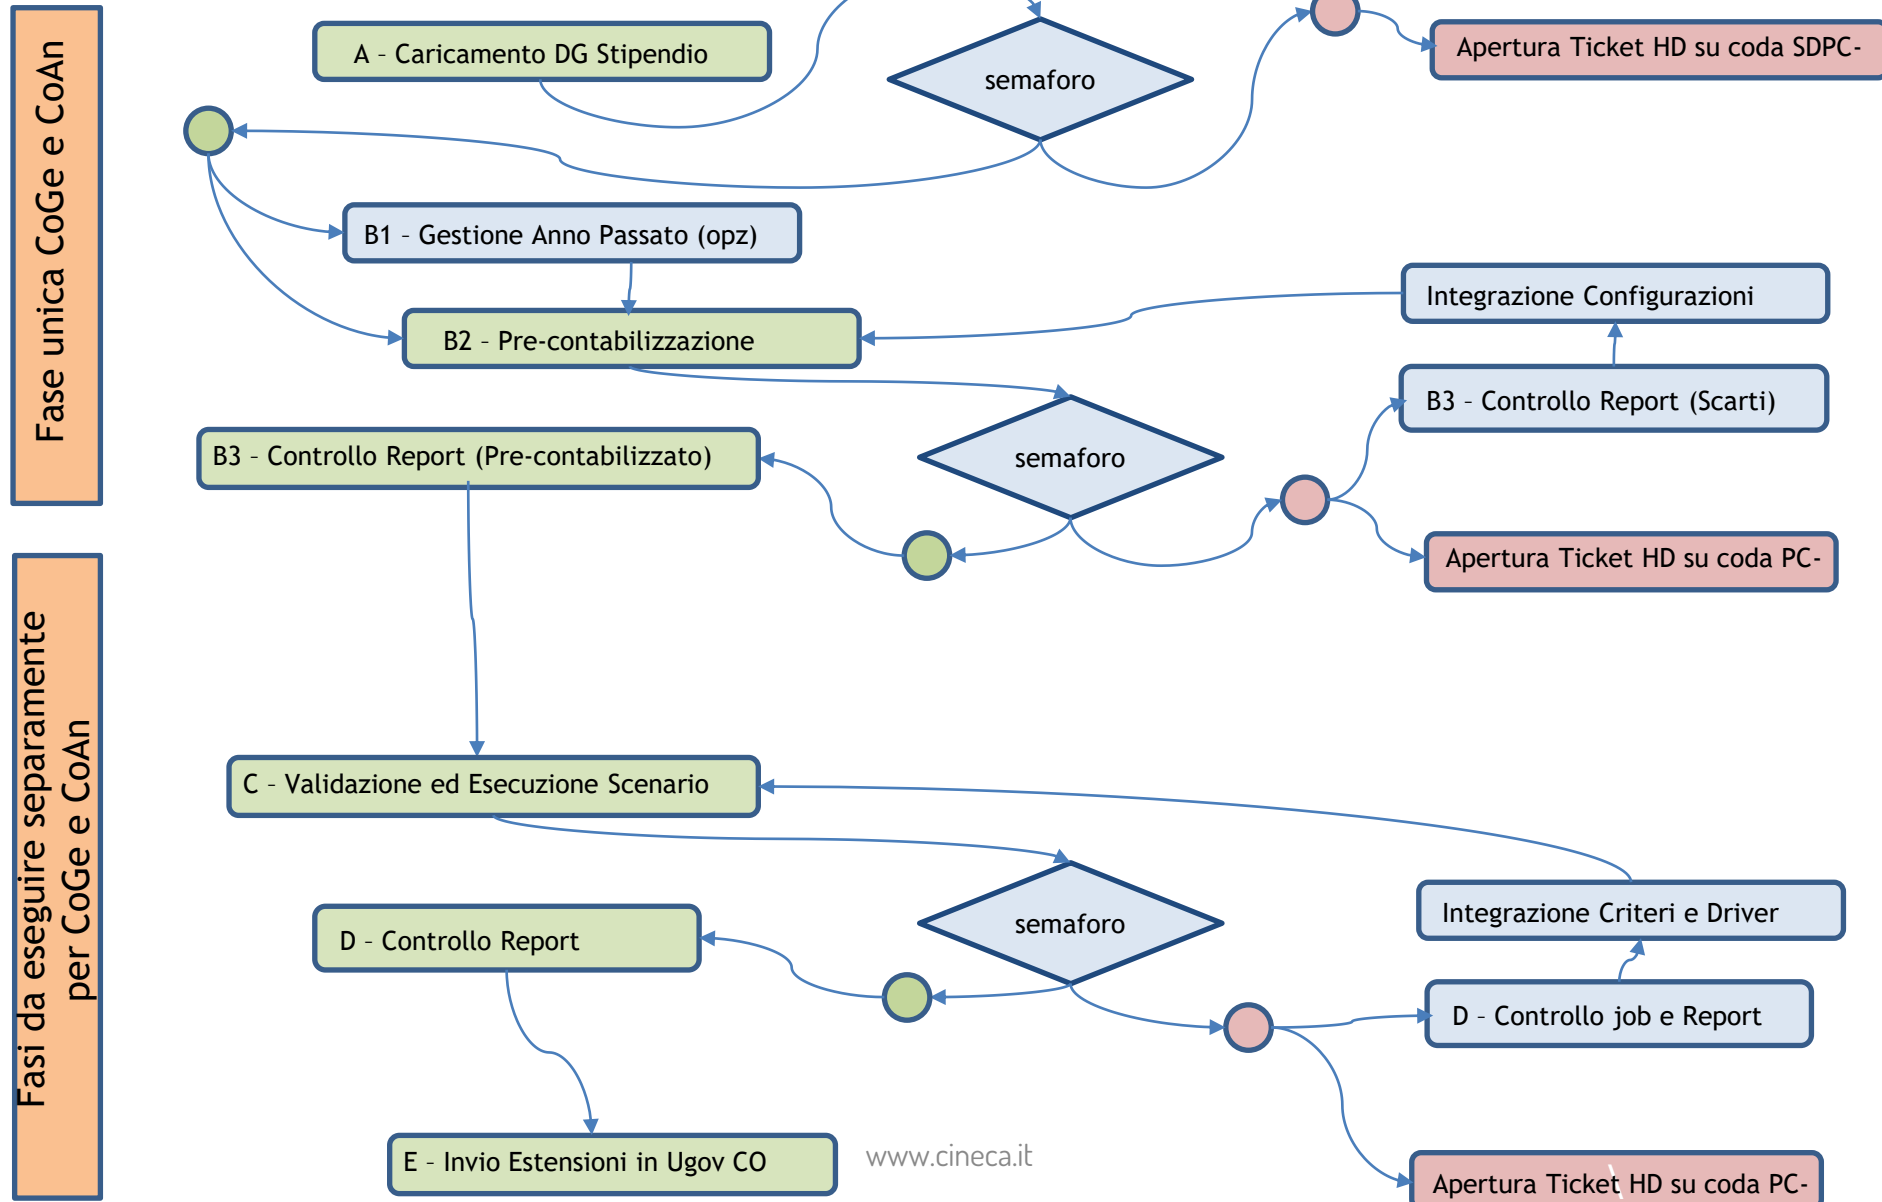 Fase unica CoGe e CoAn
A – Caricamento DG Stipendio
semaforo
Apertura Ticket HD su coda SDPC-
B1 – Gestione Anno Passato (opz)
B2 – Pre-contabilizzazione
Integrazione Configurazioni
B3 – Controllo Report (Scarti)
B3 – Controllo Report (Pre-contabilizzato)
semaforo
Apertura Ticket HD su coda PC-
Fasi da eseguire separamente
per CoGe e CoAn
C – Validazione ed Esecuzione Scenario
semaforo
Integrazione Criteri e Driver
D – Controllo Report
D – Controllo job e Report
E – Invio Estensioni in Ugov CO
www.cineca.it
Apertura Ticket HD su coda PC-